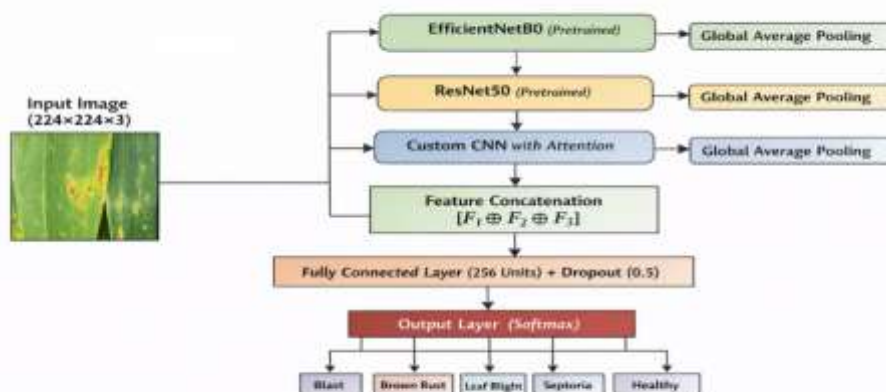 EfficientNetB0 (Pretrained)
Global Average Pooling
ResNet50 (Pretrained)
Global Average Pooling
Input Image
(224×224×3)
Custom CNN with Attention
Global Average Pooling
Feature Concatenation
[F₁ ⊕ F₂ ⊕ F₃]
Fully Connected Layer (256 Units) + Dropout (0.5)
Output Layer (Softmax)
Blast
Brown Rust
Leaf Blight
Septoria
Healthy